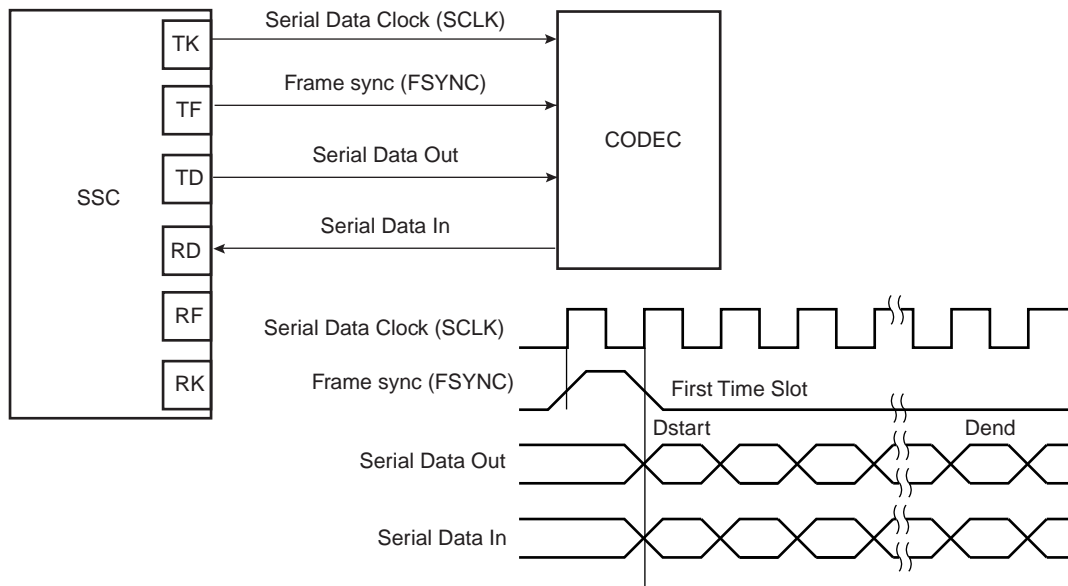 SSC
TK
TF
TD
RD
RF
RK
Serial Data Clock (SCLK)
Frame sync (FSYNC)
Serial Data Out
Serial Data In
CODEC
Serial Data Clock (SCLK)
Frame sync (FSYNC)
First Time Slot
Dstart
Dend
Serial Data Out
Serial Data In